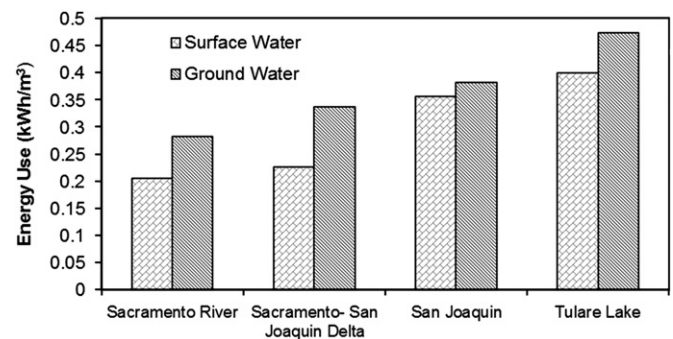 0.5
0.45
0.4
0.35
0.3
0.25
0.2
0.15
0.1
0.05
0
Energy Use (kWh/m³)
Surface Water
Ground Water
Sacramento River
Sacramento- San
Joaquin Delta
San Joaquin
Tulare Lake